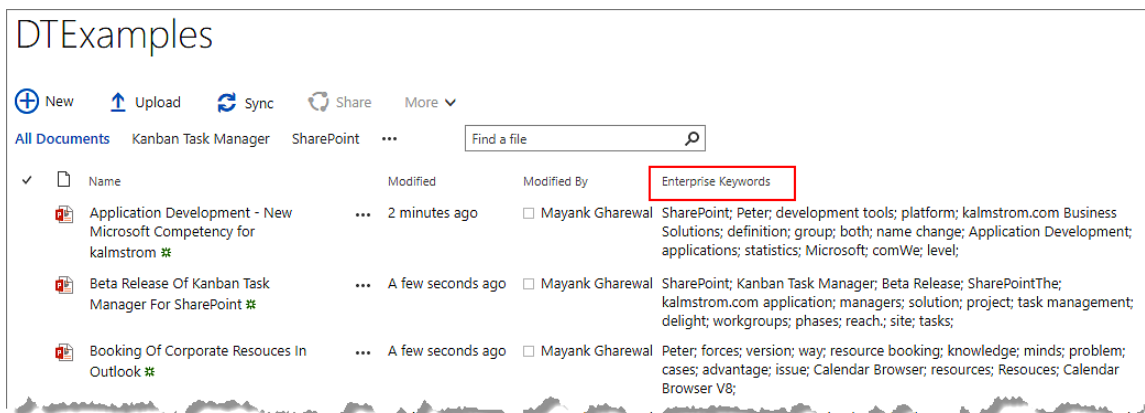 DTExamples
New Upload Sync Share More
All Documents Kanban Task Manager SharePoint ••• Find a file
Name Modified Modified By Enterprise Keywords
Application Development - New ••• 2 minutes ago Mayank Gharewal SharePoint; Peter; development tools; platform; kalmstrom.com Business
Microsoft Competency for Solutions; definition; group; both; name change; Application Development;
kalmstrom applications; statistics; Microsoft; comWe; level;
Beta Release Of Kanban Task ••• A few seconds ago Mayank Gharewal SharePoint; Kanban Task Manager; Beta Release; SharePointThe;
Manager For SharePoint kalmstrom.com application; managers; solution; project; task management;
delight; workgroups; phases; reach.; site; tasks;
Booking Of Corporate Resouces In ••• A few seconds ago Mayank Gharewal Peter; forces; version; way; resource booking; knowledge; minds; problem;
Outlook cases; advantage; issue; Calendar Browser; resources; Resouces; Calendar
Browser V8;